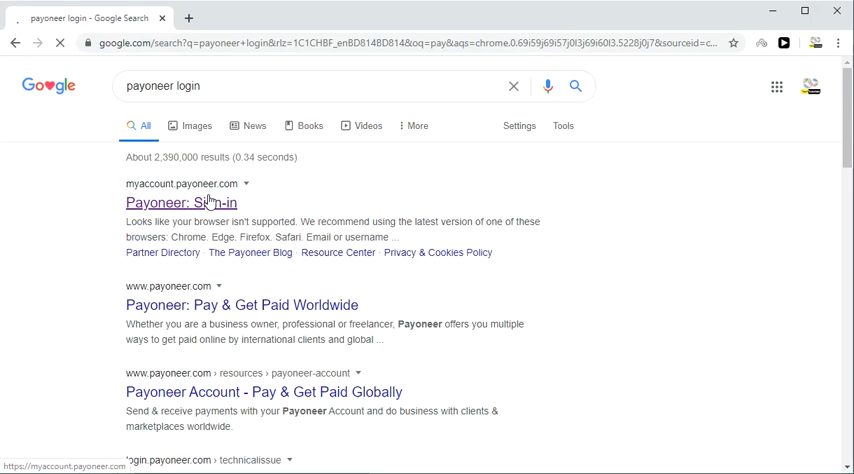 payoneer login - Google Search
google.com/search?q=payoneer+login&rlz=1C1CHBF_enBD814BD814&oq=pay&aqs=chrome.0.69i59j69i57j0l3j69i60l3.5228j0j7&sourceid=c...
Google
payoneer login
All Images News Books Videos More Settings Tools
About 2,390,000 results (0.34 seconds)
myaccount.payoneer.com
Payoneer: Sign-in
Looks like your browser isn't supported. We recommend using the latest version of one of these
browsers: Chrome. Edge. Firefox. Safari. Email or username ...
Partner Directory · The Payoneer Blog · Resource Center · Privacy & Cookies Policy
www.payoneer.com
Payoneer: Pay & Get Paid Worldwide
Whether you are a business owner, professional or freelancer, Payoneer offers you multiple
ways to get paid online by international clients and global ...
www.payoneer.com › resources › payoneer-account
Payoneer Account - Pay & Get Paid Globally
Send & receive payments with your Payoneer Account and do business with clients &
marketplaces worldwide.
login.payoneer.com › technicalissue
https://myaccount.payoneer.com